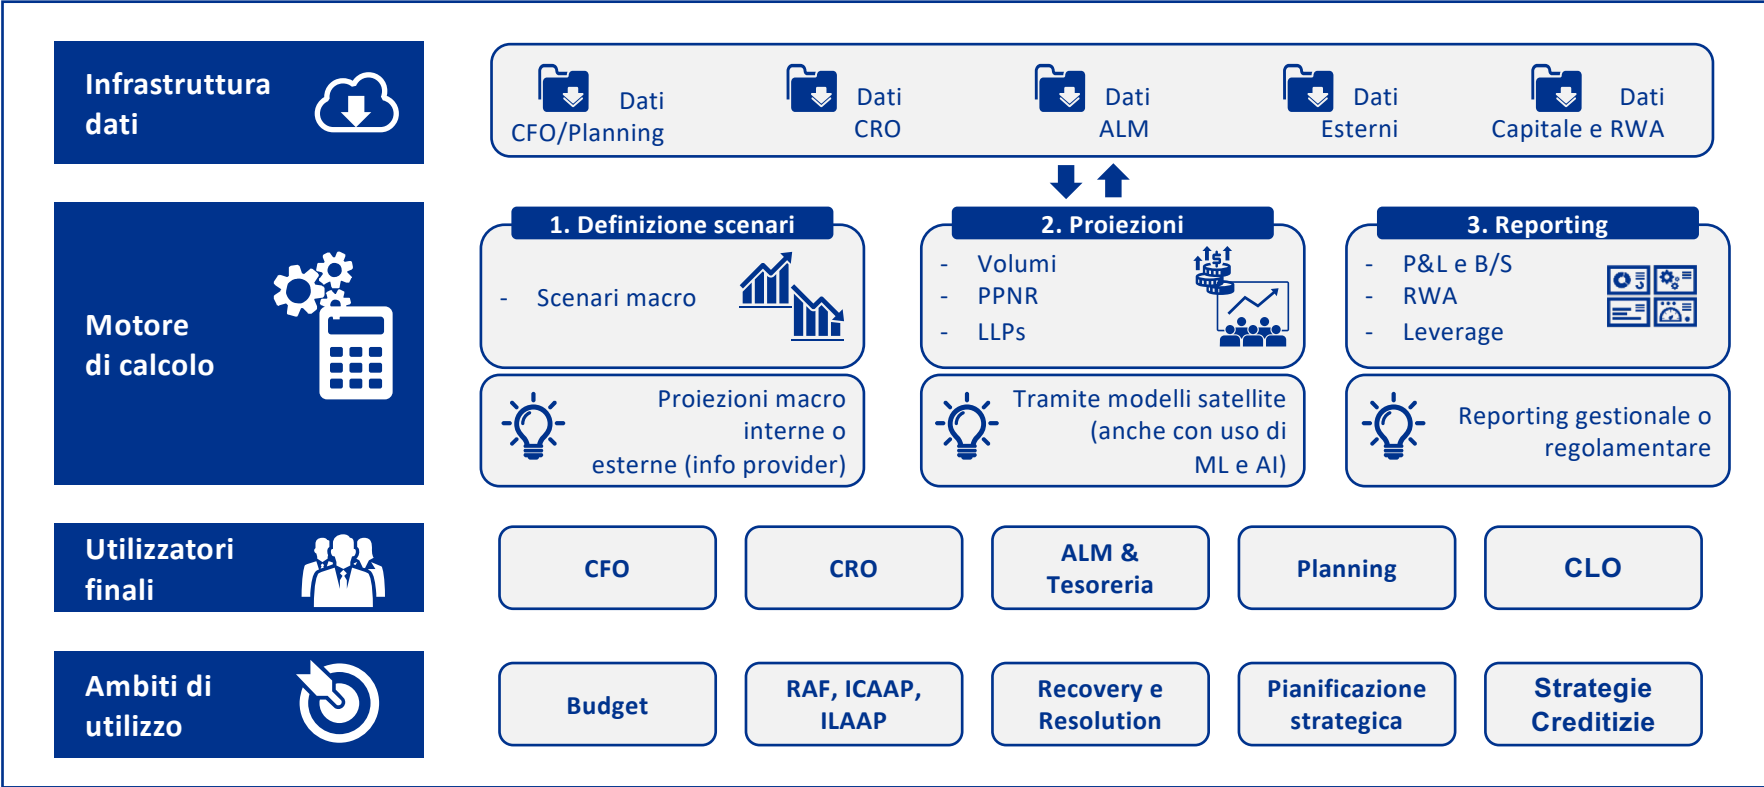 Infrastruttura
dati
Dati
CFO/Planning
Dati
CRO
Dati
ALM
Dati
Esterni
Dati
Capitale e RWA
Motore
di calcolo
1. Definizione scenari
- Scenari macro
Proiezioni macro
interne o
esterne (info provider)
2. Proiezioni
- Volumi
- PPNR
- LLPs
Tramite modelli satellite
(anche con uso di
ML e AI)
3. Reporting
- P&L e B/S
- RWA
- Leverage
Reporting gestionale o
regolamentare
Utilizzatori
finali
CFO
CRO
ALM &
Tesoreria
Planning
CLO
Ambiti di
utilizzo
Budget
RAF, ICAAP,
ILAAP
Recovery e
Resolution
Pianificazione
strategica
Strategie
Creditizie